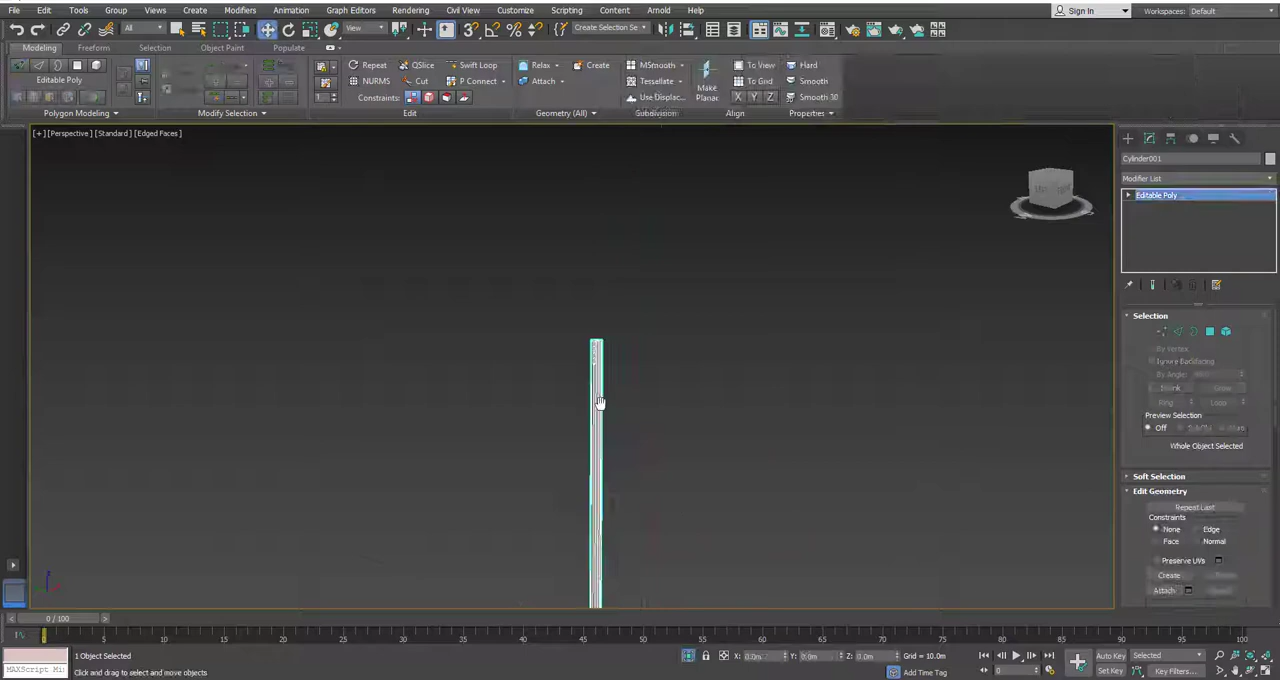 File Edit Tools Group Views Create Modifiers Animation Graph Editors Rendering Civil View Customize Scripting Content Arnold Help Sign In Workspaces: Default
All View Create Selection Se
Modeling Freeform Selection Object Paint Populate
Repeat QSlice Swift Loop Relax Create MSmooth To View Hard
Editable Poly NURMS Cut P Connect Attach Tessellate Make To Grid Smooth
1 Constraints: Use Displac... Planar X Y Z Smooth 30
Polygon Modeling Modify Selection Edit Geometry (All) Subdivision Align Properties
[+] [Perspective] [Standard] [Edged Faces]
Cylinder001
Modifier List
Editable Poly
Selection
By Vertex
Ignore Backfacing
By Angle:
Shrink Grow
Ring Loop
Preview Selection
Off
Whole Object Selected
Soft Selection
Edit Geometry
Repeat Last
Constraints
None Edge
Face Normal
Preserve UVs
Create
Attach
0 / 100
0 5 10 15 20 25 30 35 40 45 50 55 60 65 70 75 80 85 90 95 100
1 Object Selected X: Y: Z: Grid = 10.0m Auto Key Selected
MAXScript Mi: Click and drag to select and move objects Add Time Tag 0 Set Key Key Filters...